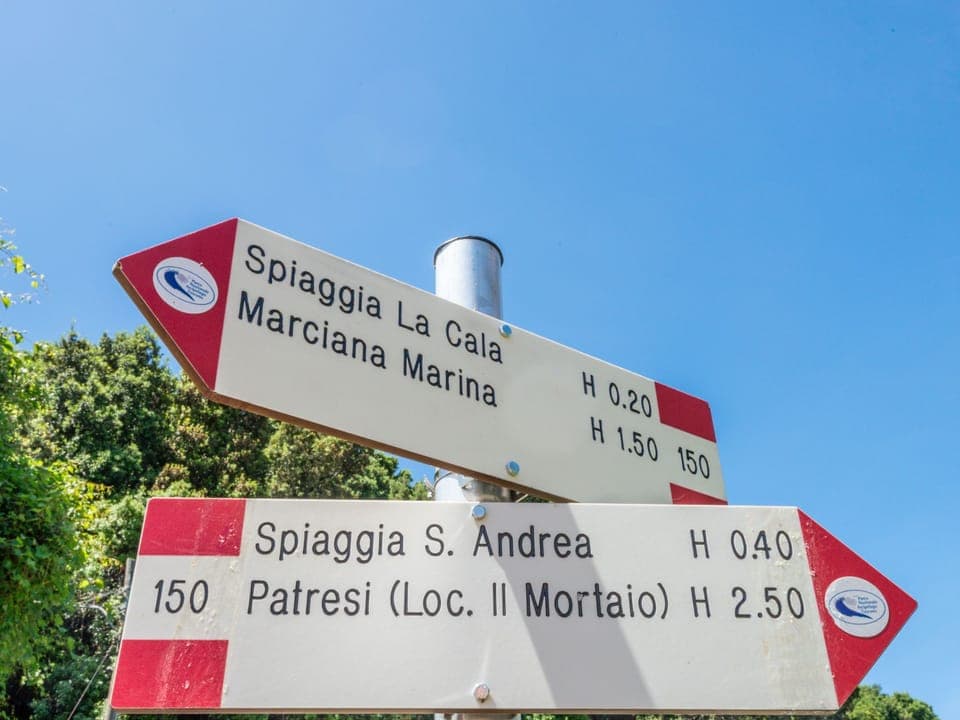 Spiaggia La Cala H 0.20
Marciana Marina H 1.50 150
Spiaggia S. Andrea H 0.40
150 Patresi (Loc. Il Mortaio) H 2.50